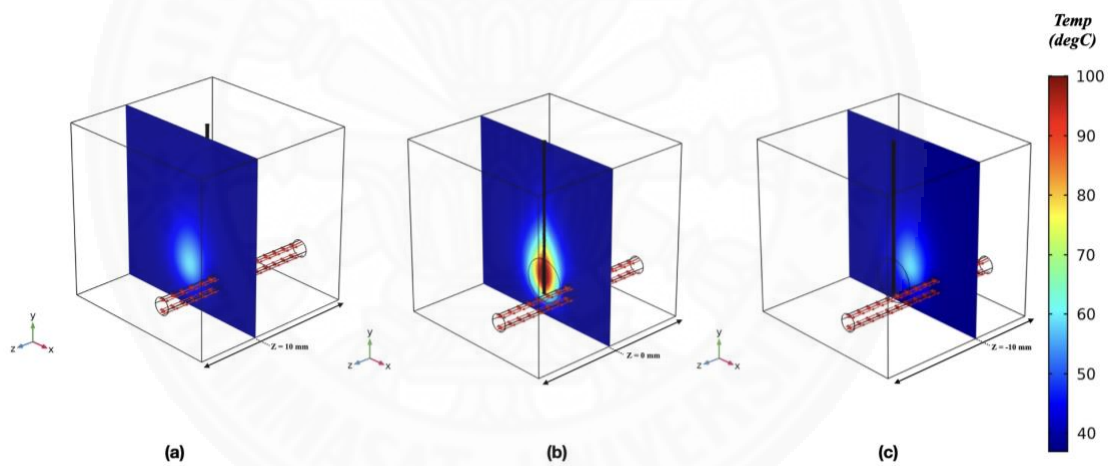 Temp
(degC)
100
90
80
70
60
50
40
y
z
x
Z = 10 mm
y
z
x
Z = 0 mm
y
z
x
Z = -10 mm
(a)
(b)
(c)